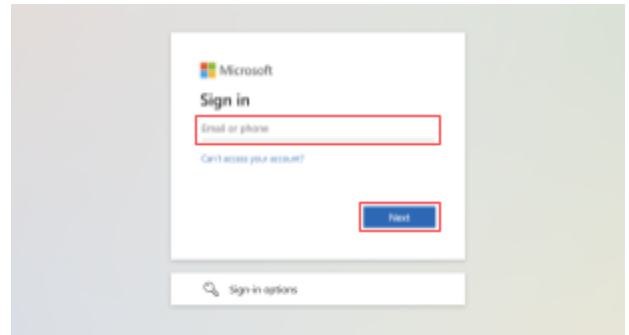 Microsoft
Sign in
Email or phone
Can't access your account?
Next
Sign-in options